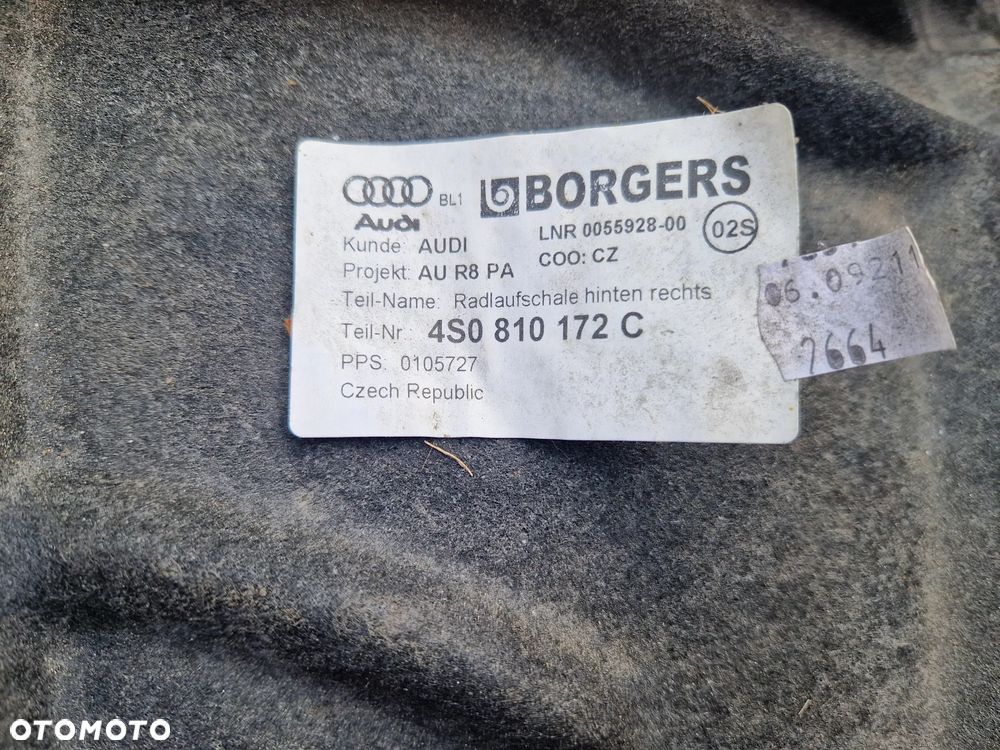 BL1
BORGERS
Audi
LNR 0055928-00
02S
Kunde: AUDI
COO: CZ
Projekt: AU R8 PA
Teil-Name: Radlaufschale hinten rechts
Teil-Nr.: 4S0 810 172 C
PPS: 0105727
Czech Republic
06.09211
7664
OTOMOTO